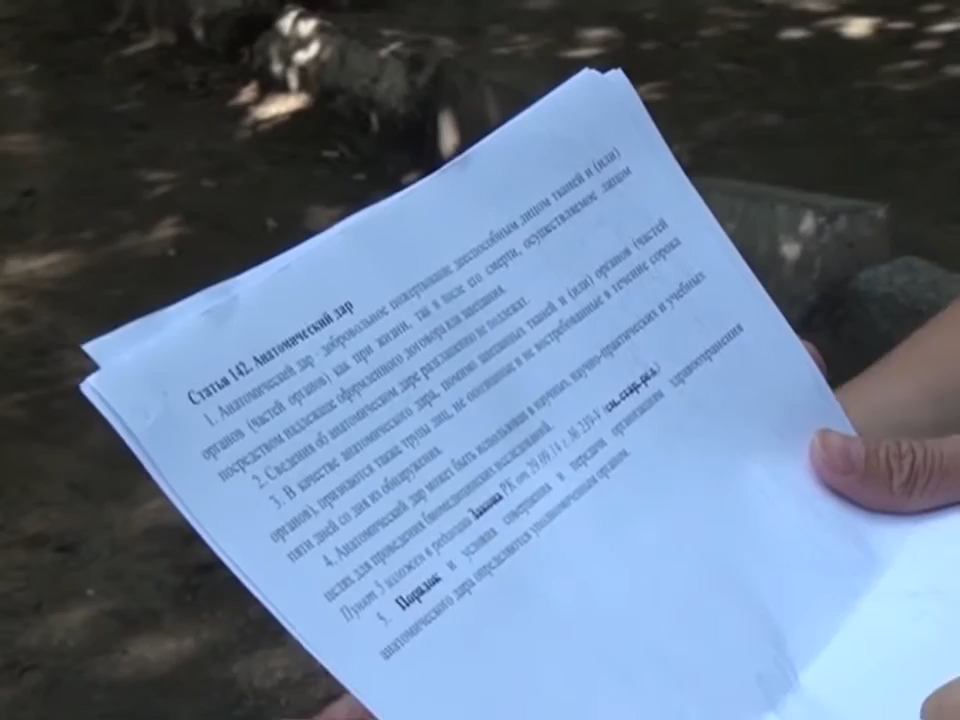 Статья 142. Анатомический дар
1. Анатомический дар - добровольное пожертвование дееспособным лицом тканей и (или)
органов (частей органов) как при жизни, так и после его смерти, осуществляемое лицом
посредством надлежаще оформленного договора или завещания.
2. Сведения об анатомическом даре разглашению не подлежат.
3. В качестве анатомического дара, помимо завещанных тканей и (или) органов (частей
органов), признаются также трупы лиц, не опознанные и не востребованные в течение сорока
пяти дней со дня их обнаружения.
4. Анатомический дар может быть использован в научных, научно-практических и учебных
целях для проведения биомедицинских исследований.
Пункт 5 изложен в редакции Закона РК от 29.09.14 г. № 239-V (см. стар. ред.)
5. Порядок и условия совершения и передачи организациям здравоохранения
анатомического дара определяются уполномоченным органом.